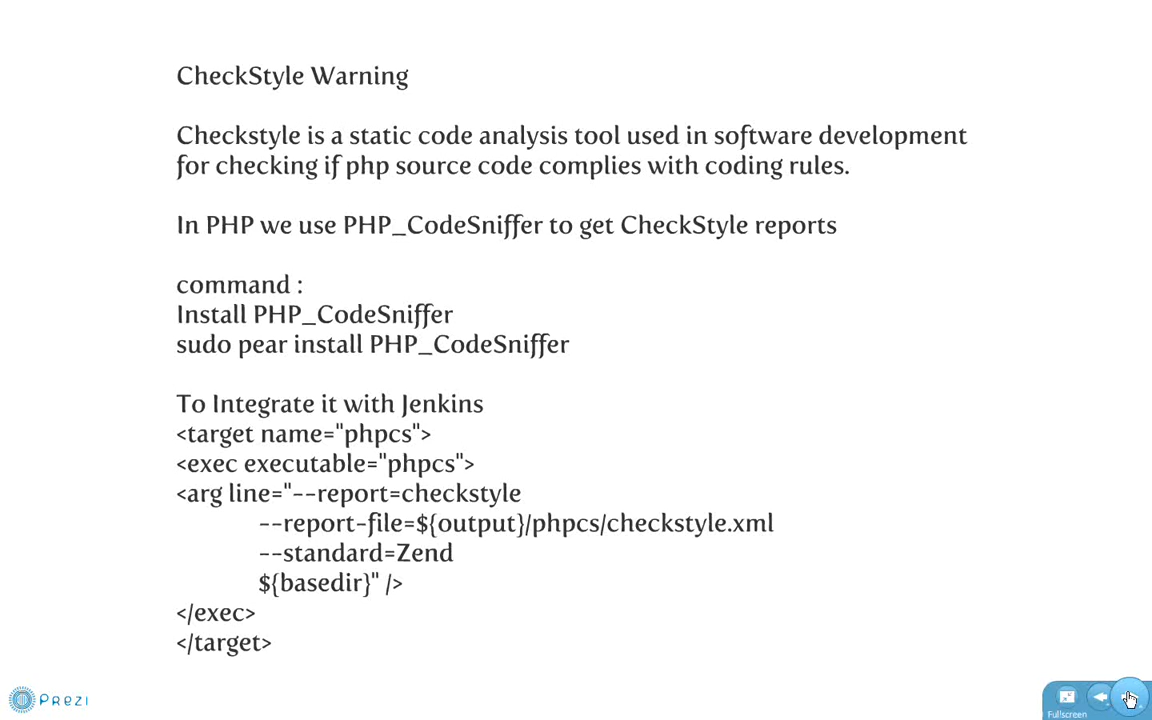 CheckStyle Warning
Checkstyle is a static code analysis tool used in software development
for checking if php source code complies with coding rules.
In PHP we use PHP_CodeSniffer to get CheckStyle reports
command :
Install PHP_CodeSniffer
sudo pear install PHP_CodeSniffer
To Integrate it with Jenkins
<target name="phpcs">
<exec executable="phpcs">
<arg line="--report=checkstyle
--report-file=${output}/phpcs/checkstyle.xml
--standard=Zend
${basedir}" />
</exec>
</target>
Prezi
Fullscreen